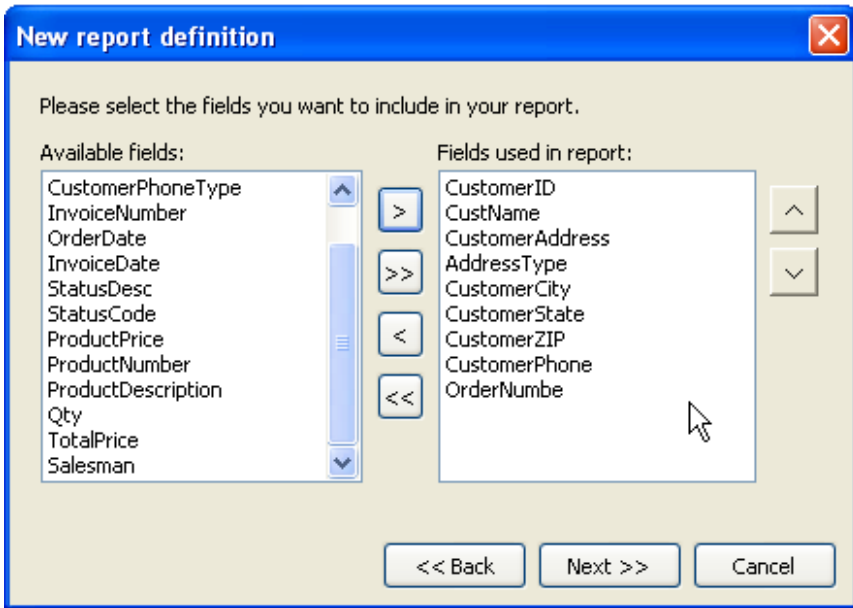 New report definition
Please select the fields you want to include in your report.
Available fields:
CustomerPhoneType
InvoiceNumber
OrderDate
InvoiceDate
StatusDesc
StatusCode
ProductPrice
ProductNumber
ProductDescription
Qty
TotalPrice
Salesman
>
>>
<
<<
Fields used in report:
CustomerID
CustName
CustomerAddress
AddressType
CustomerCity
CustomerState
CustomerZIP
CustomerPhone
OrderNumbe
<< Back
Next >>
Cancel